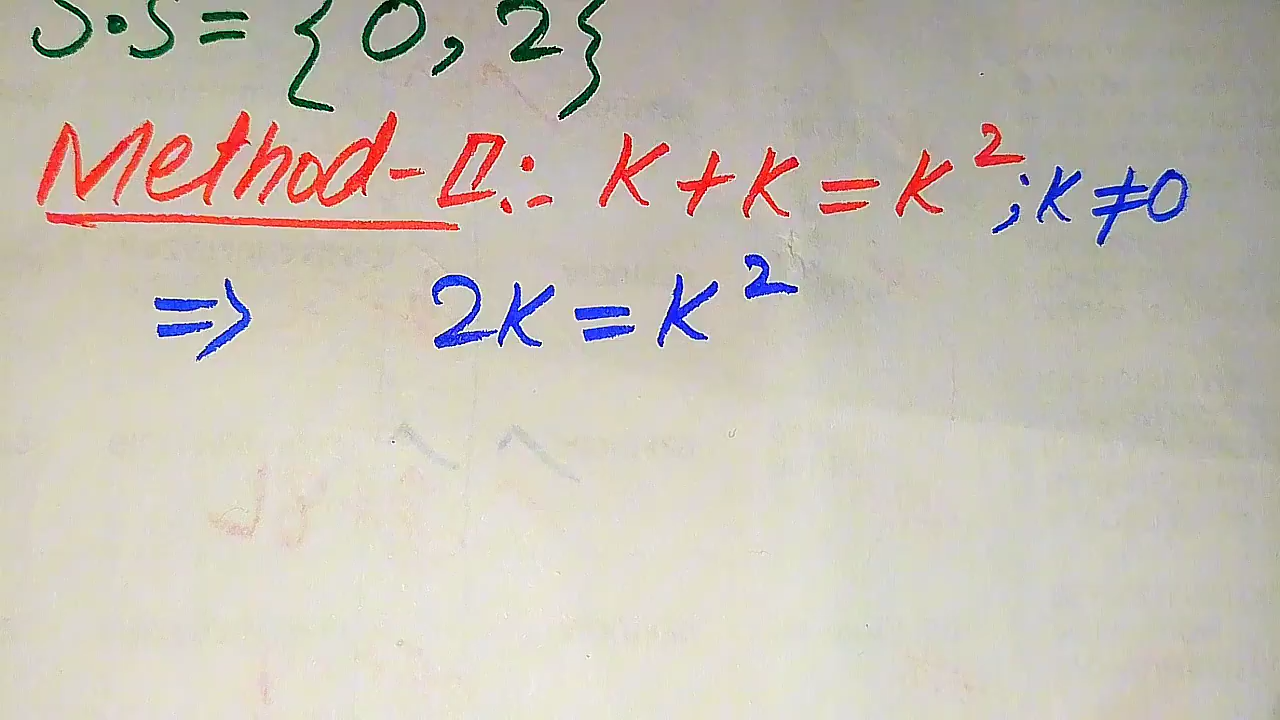 S.S = {0, 2}
Method-II:- K + K = K² ; K ≠ 0
=> 2K = K²